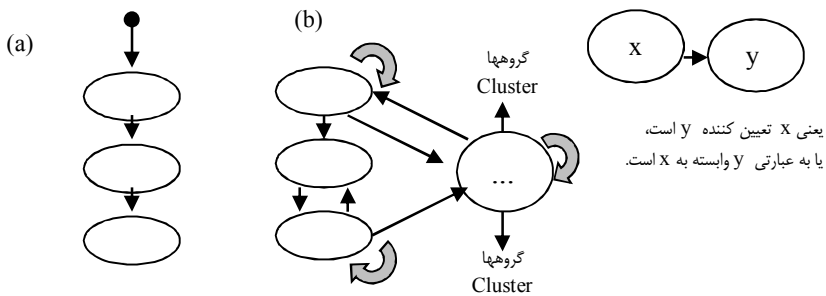 (a)
(b)
گروهها
Cluster
...
گروهها
Cluster
x
y
یعنی x تعیین کننده y است،
یا به عبارتی y وابسته به x است.